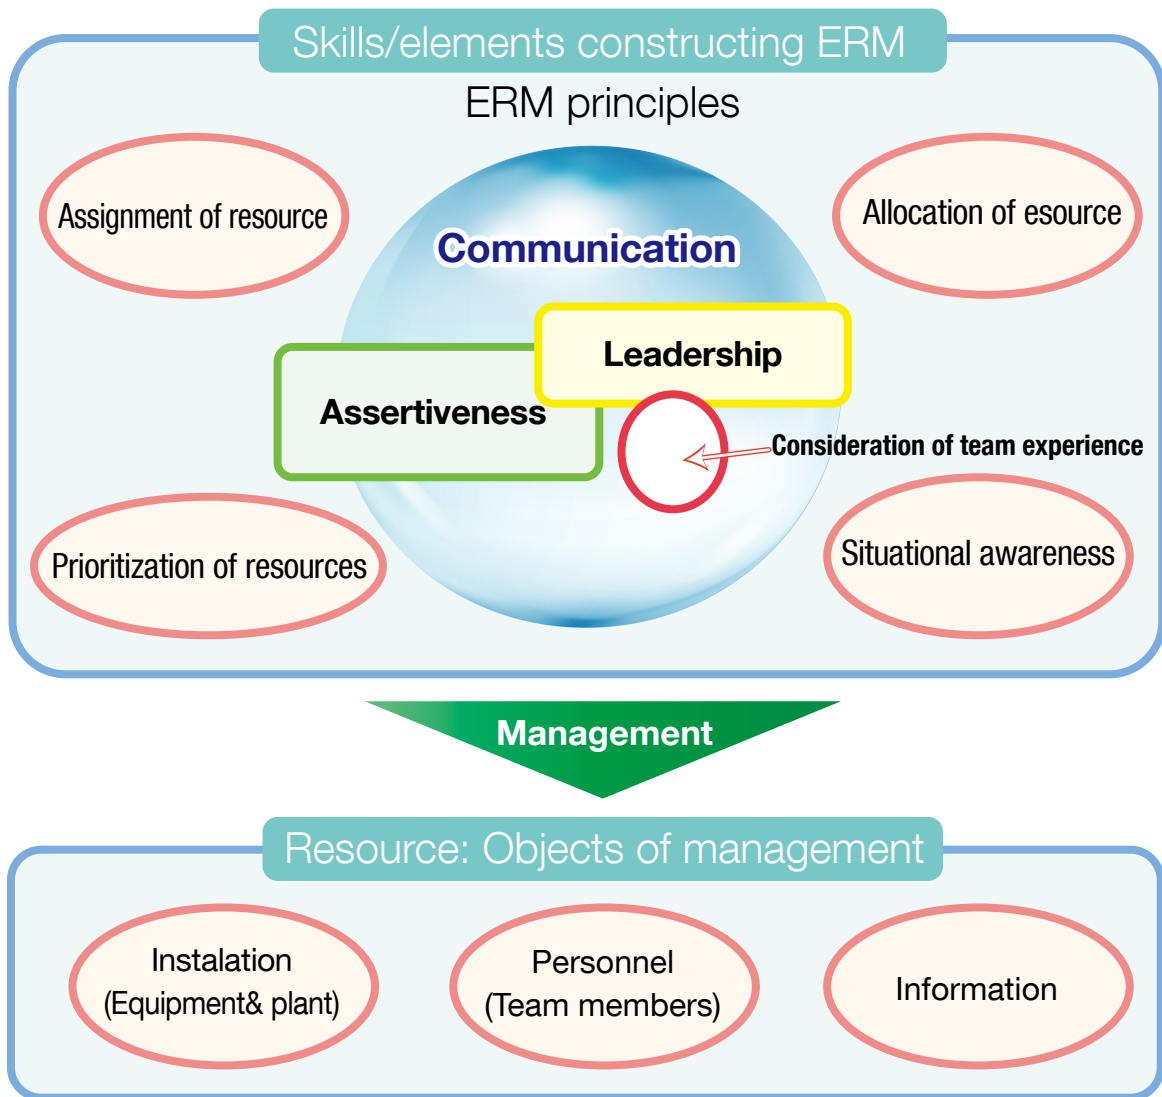 Skills/elements constructing ERM
ERM principles
Assignment of resource
Allocation of esource
Communication
Leadership
Assertiveness
Consideration of team experience
Prioritization of resources
Situational awareness
Management
Resource: Objects of management
Instalation
(Equipment& plant)
Personnel
(Team members)
Information